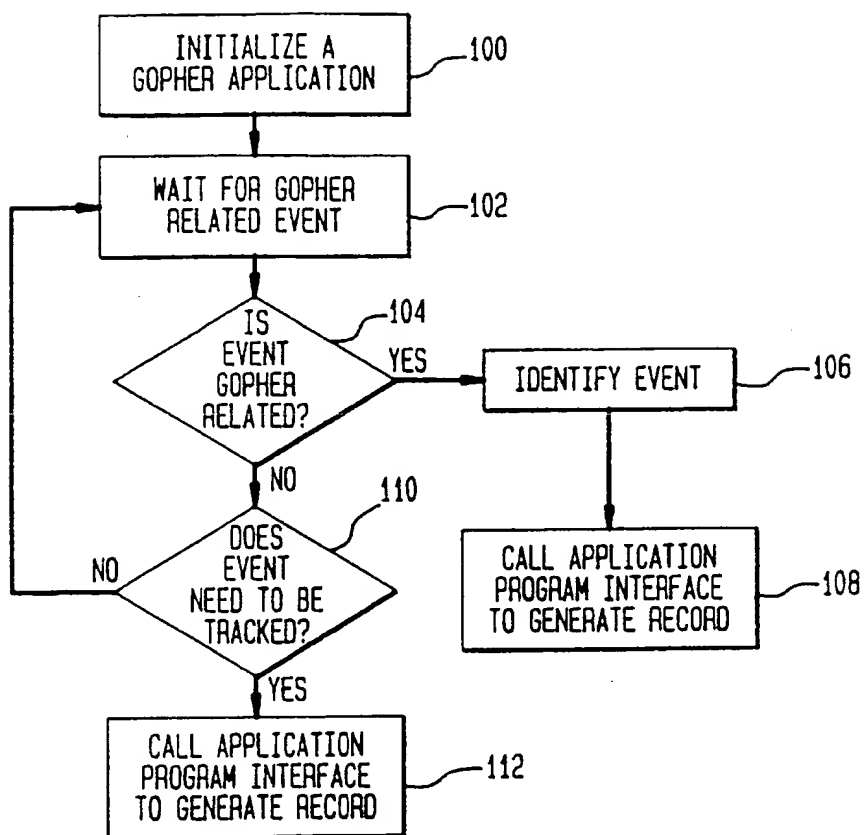 INITIALIZE A
GOPHER APPLICATION
100
WAIT FOR GOPHER
RELATED EVENT
102
IS
EVENT
GOPHER
RELATED?
104
YES
IDENTIFY EVENT
106
NO
CALL APPLICATION
PROGRAM INTERFACE
TO GENERATE RECORD
108
DOES
EVENT
NEED TO BE
TRACKED?
110
NO
YES
CALL APPLICATION
PROGRAM INTERFACE
TO GENERATE RECORD
112